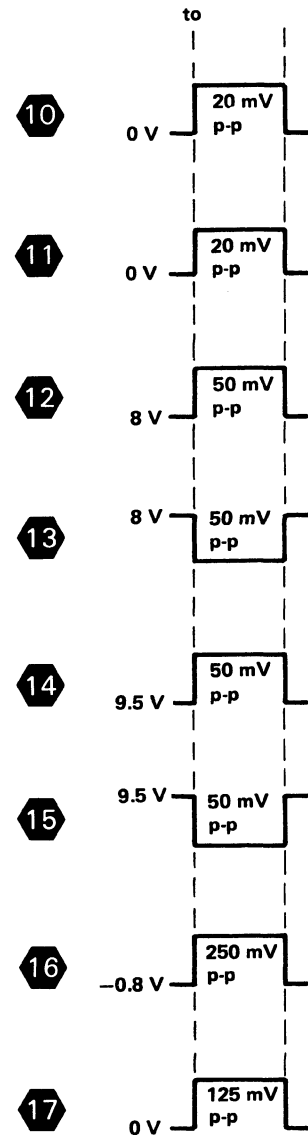 to
10
20 mV
p-p
0 V
11
20 mV
p-p
0 V
12
50 mV
p-p
8 V
8 V
13
50 mV
p-p
14
50 mV
p-p
9.5 V
9.5 V
15
50 mV
p-p
16
250 mV
p-p
−0.8 V
17
125 mV
p-p
0 V